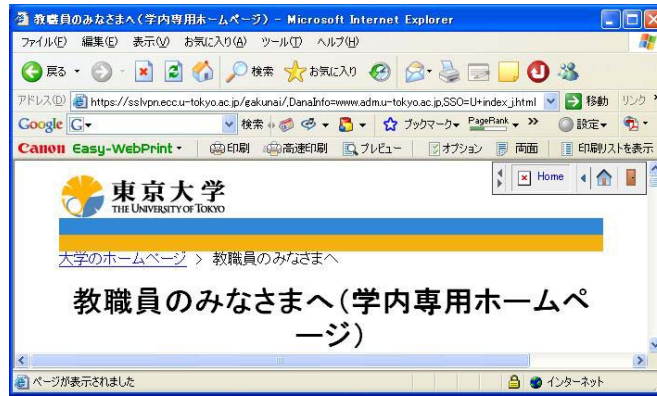 教職員のみなさまへ(学内専用ホームページ) - Microsoft Internet Explorer
ファイル(F) 編集(E) 表示(V) お気に入り(A) ツール(T) ヘルプ(H)
戻る 検索 お気に入り
アドレス(D) https://sslvpn.ecc.u-tokyo.ac.jp/gakunai/,DanaInfo=www.adm.u-tokyo.ac.jp,SSO=U+index_j.html 移動 リンク »
Google G 検索 ブックマーク PageRank » 設定
Canon Easy-WebPrint 印刷 高速印刷 プレビュー オプション 両面 印刷リストを表示
Home
東京大学
THE UNIVERSITY OF TOKYO
大学のホームページ > 教職員のみなさまへ
教職員のみなさまへ(学内専用ホームペ
ージ)
ページが表示されました インターネット